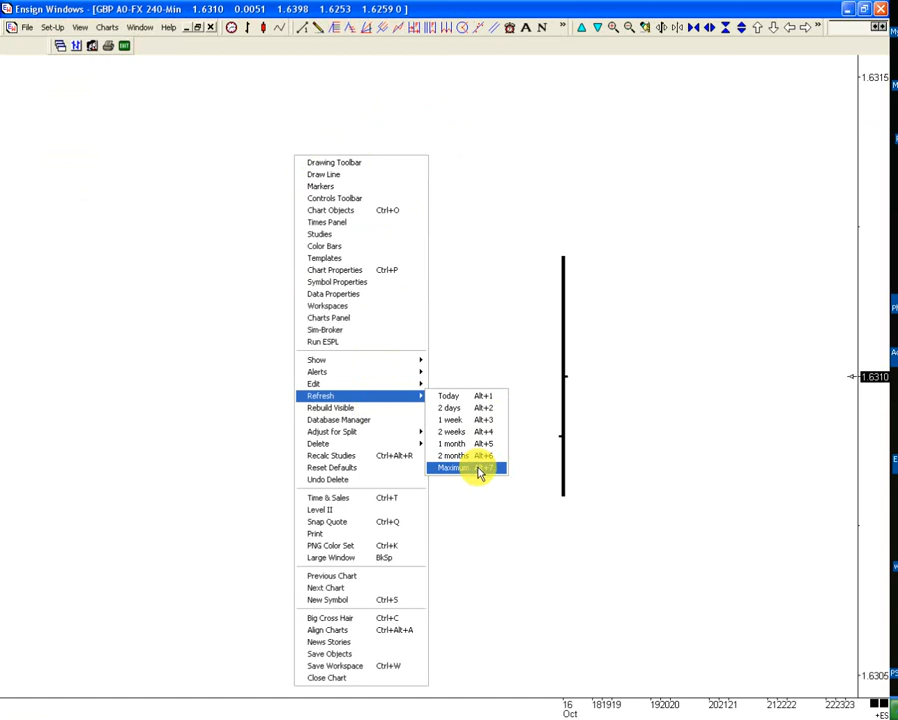 Ensign Windows - [GBP A0-FX 240-Min 1.6310 0.0051 1.6398 1.6253 1.6259 0 ]
File Set-Up View Charts Window Help
A N
1.6315
Drawing Toolbar
Draw Line
Markers
Controls Toolbar
Chart Objects Ctrl+O
Times Panel
Studies
Color Bars
Templates
Chart Properties Ctrl+P
Symbol Properties
Data Properties
Workspaces
Charts Panel
Sim-Broker
Run ESPL
Show
Alerts
Edit
Refresh
Rebuild Visible
Database Manager
Adjust for Split
Delete
Recalc Studies Ctrl+Alt+R
Reset Defaults
Undo Delete
Time & Sales Ctrl+T
Level II
Snap Quote Ctrl+Q
Print
PNG Color Set Ctrl+K
Large Window BkSp
Previous Chart
Next Chart
New Symbol Ctrl+S
Big Cross Hair Ctrl+C
Align Charts Ctrl+Alt+A
News Stories
Save Objects
Save Workspace Ctrl+W
Close Chart
Today Alt+1
2 days Alt+2
1 week Alt+3
2 weeks Alt+4
1 month Alt+5
2 months Alt+6
Maximum Alt+7
1.6310
1.6305
16 181919 192020 202121 212222 222323
Oct
+ES